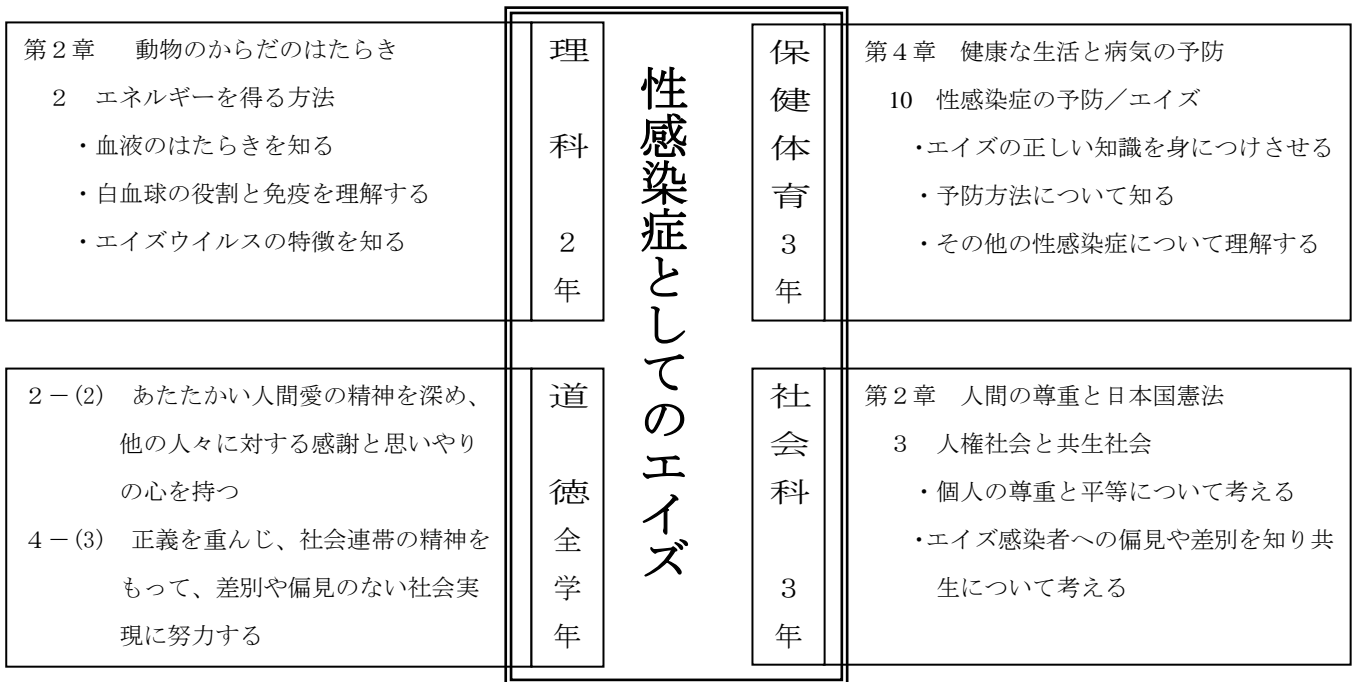 第２章　動物のからだのはたらき
２　エネルギーを得る方法
・血液のはたらきを知る
・白血球の役割と免疫を理解する
・エイズウイルスの特徴を知る
理科２年
性感染症としてのエイズ
保健体育３年
第４章　健康な生活と病気の予防
10　性感染症の予防／エイズ
・エイズの正しい知識を身につけさせる
・予防方法について知る
・その他の性感染症について理解する
２－(2)　あたたかい人間愛の精神を深め、
他の人々に対する感謝と思いやり
の心を持つ
４－(3)　正義を重んじ、社会連帯の精神を
もって、差別や偏見のない社会実
現に努力する
道徳全学年
社会科３年
第２章　人間の尊重と日本国憲法
３　人権社会と共生社会
・個人の尊重と平等について考える
・エイズ感染者への偏見や差別を知り共
生について考える